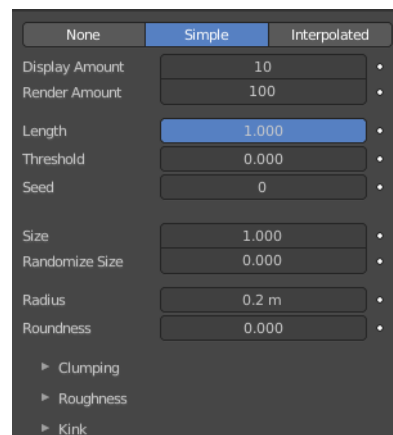 None Simple Interpolated
Display Amount 10
Render Amount 100
Length 1.000
Threshold 0.000
Seed 0
Size 1.000
Randomize Size 0.000
Radius 0.2 m
Roundness 0.000
Clumping
Roughness
Kink